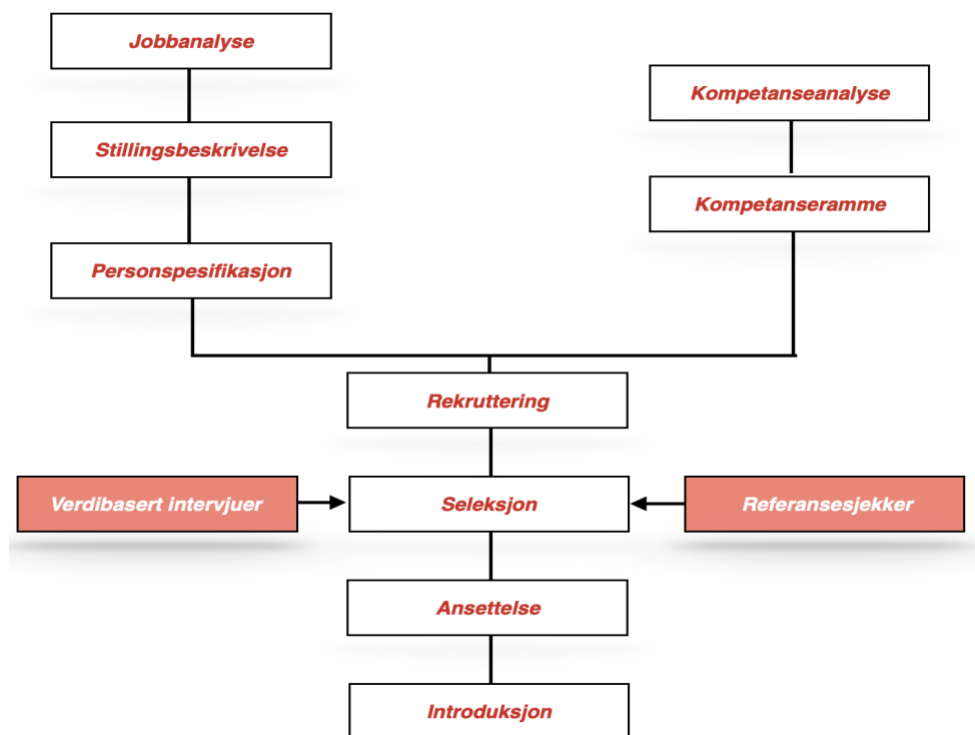 Jobbanalyse
Kompetanseanalyse
Stillingsbeskrivelse
Kompetanseramme
Personspesifikasjon
Rekruttering
Verdibasert intervjuer
Seleksjon
Referansesjekker
Ansettelse
Introduksjon